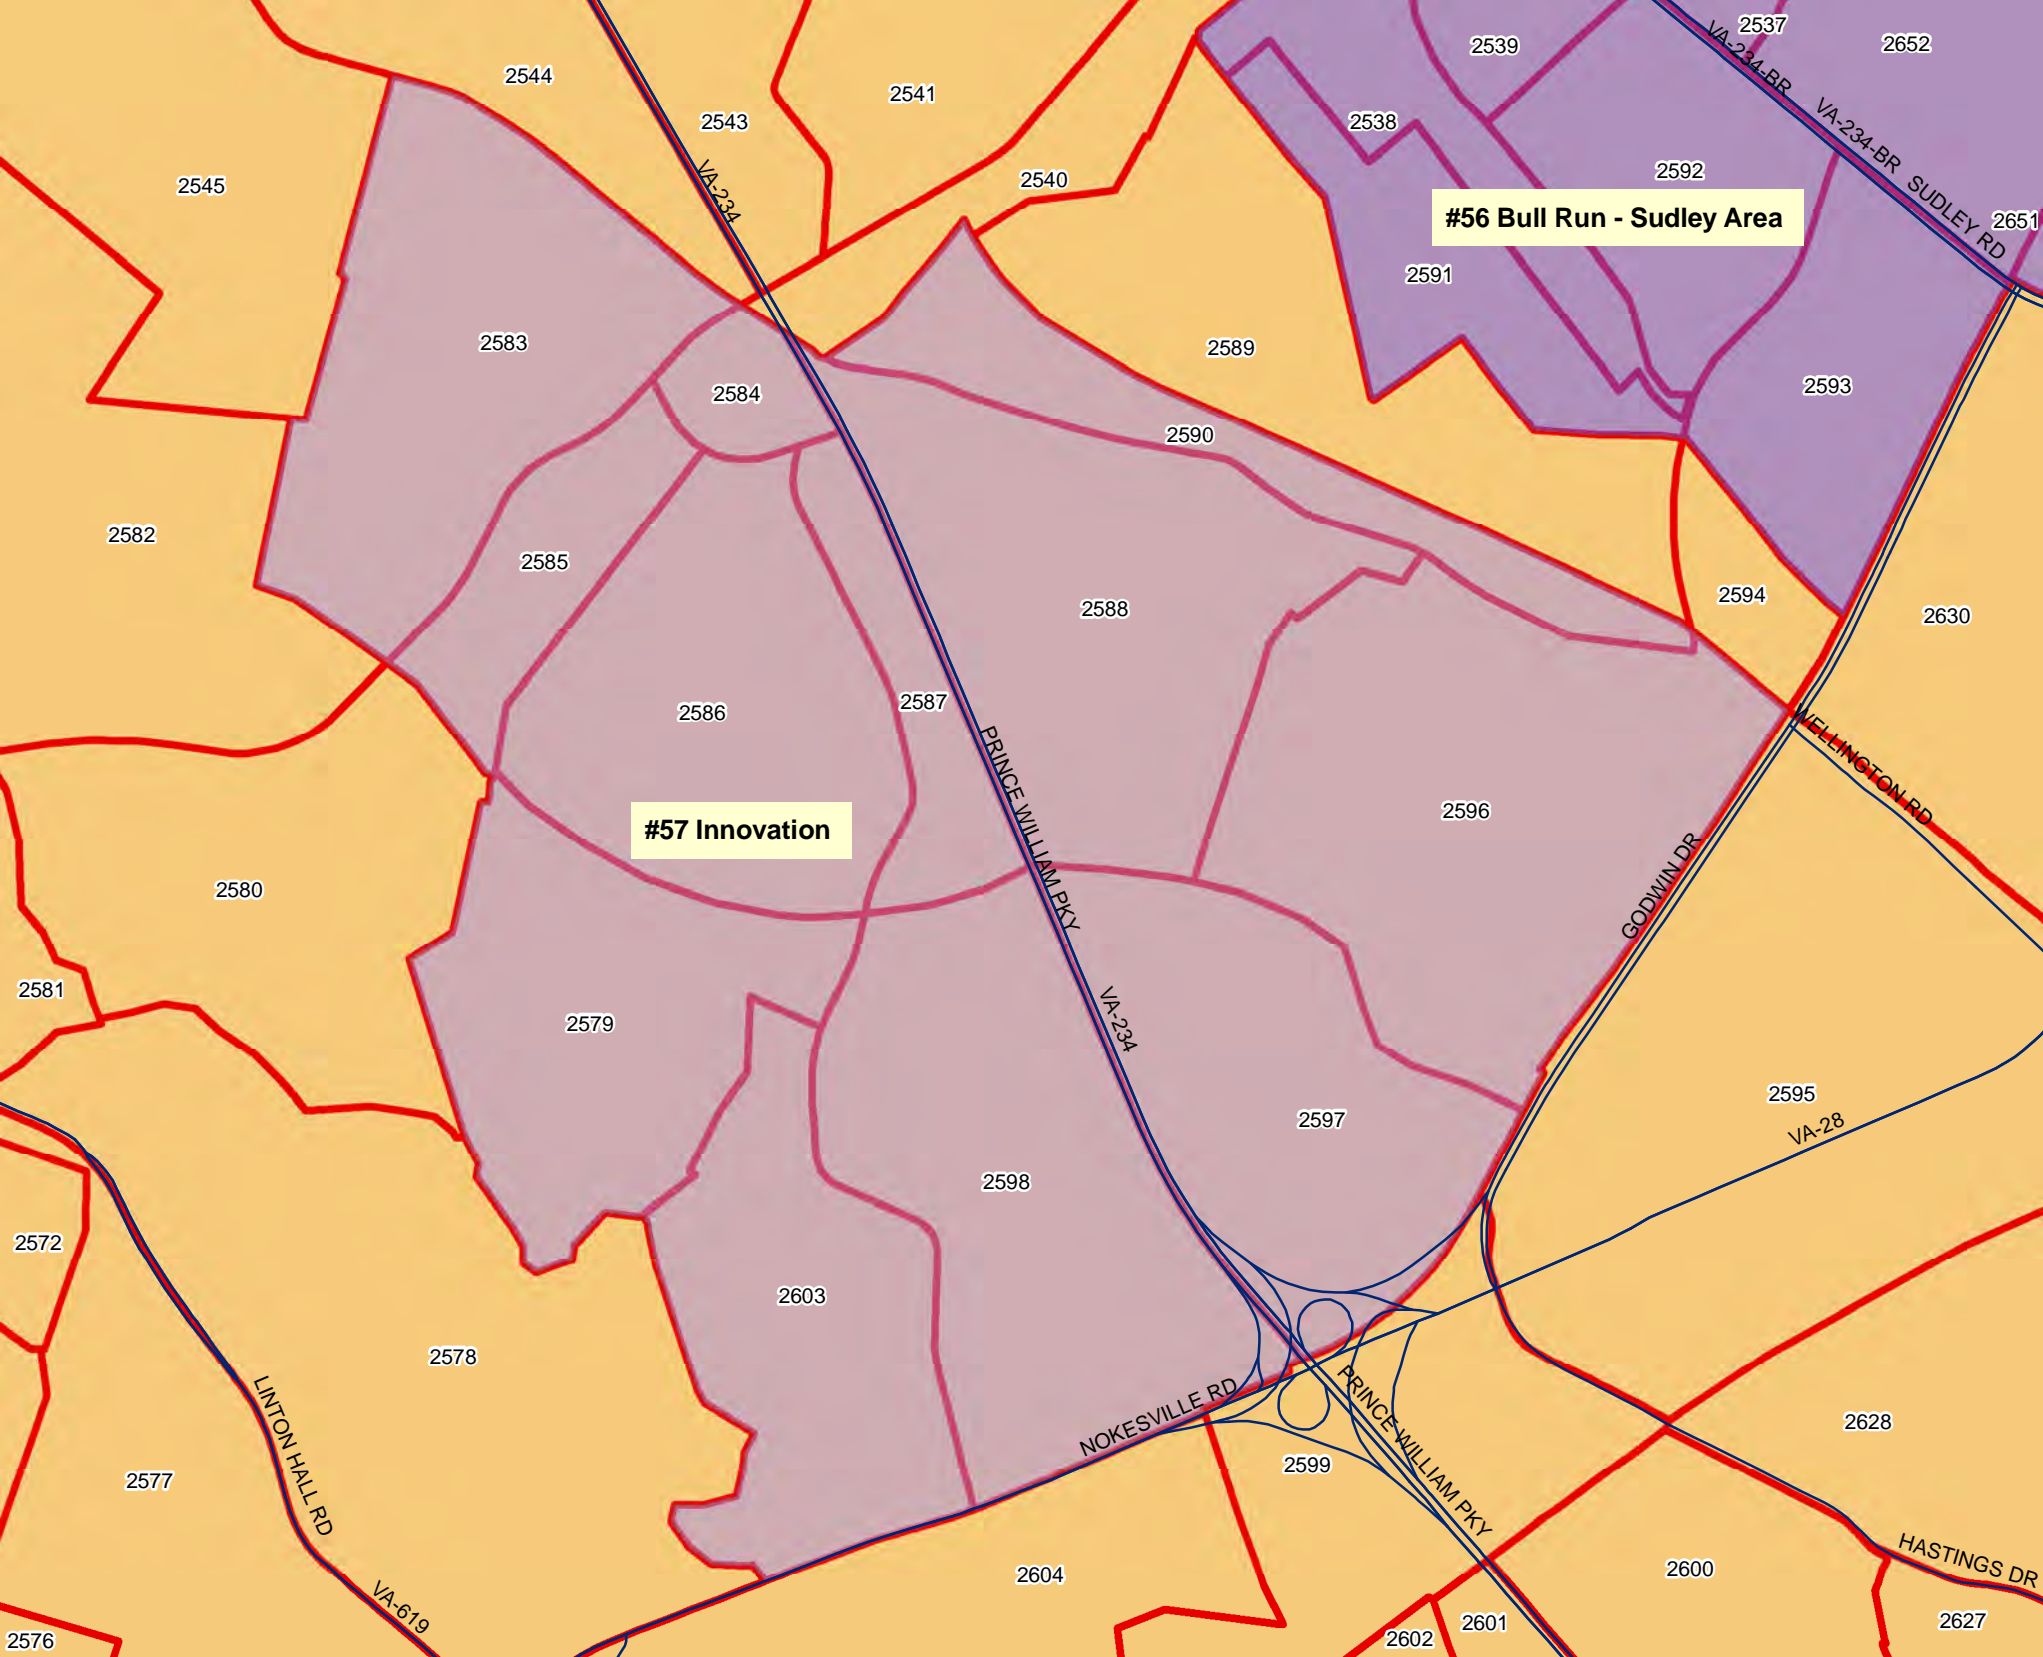 2537
2539
2652
2544
VA-234-BR
2541
2543
2538
VA-234-BR
2592
2540
2545
VA-234
SUDLEY RD
#56 Bull Run - Sudley Area
2651
2591
2583
2589
2593
2584
2590
2582
2585
2594
2588
2630
2587
2586
WELLINGTON RD
PRINCE WILLIAM PKY
2596
#57 Innovation
GODWIN DR
2580
2581
2579
VA-234
2595
2597
VA-28
2598
2572
2603
2578
NOKESVILLE RD
PRINCE WILLIAM PKY
2628
LINTON HALL RD
2599
2577
2604
2600
HASTINGS DR
VA-619
2601
2627
2602
2576